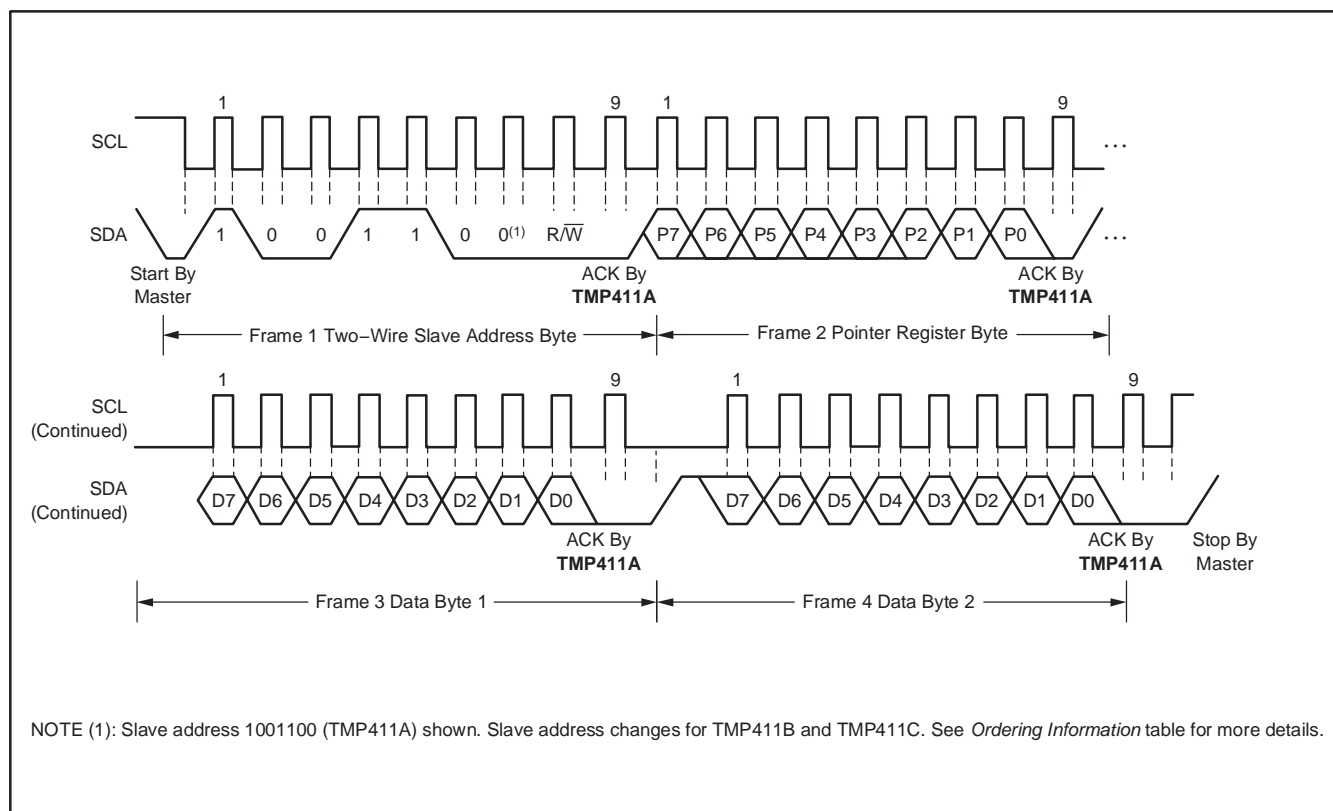 1 9 1 9
SCL …
SDA 1 0 0 1 1 0 0(1) R/W̅ P7 P6 P5 P4 P3 P2 P1 P0 …
Start By Master
ACK By TMP411A
ACK By TMP411A
Frame 1 Two−Wire Slave Address Byte
Frame 2 Pointer Register Byte
1 9 1 9
SCL (Continued)
SDA (Continued)
D7 D6 D5 D4 D3 D2 D1 D0 D7 D6 D5 D4 D3 D2 D1 D0
ACK By TMP411A
ACK By TMP411A
Stop By Master
Frame 3 Data Byte 1
Frame 4 Data Byte 2
NOTE (1): Slave address 1001100 (TMP411A) shown. Slave address changes for TMP411B and TMP411C. See Ordering Information table for more details.